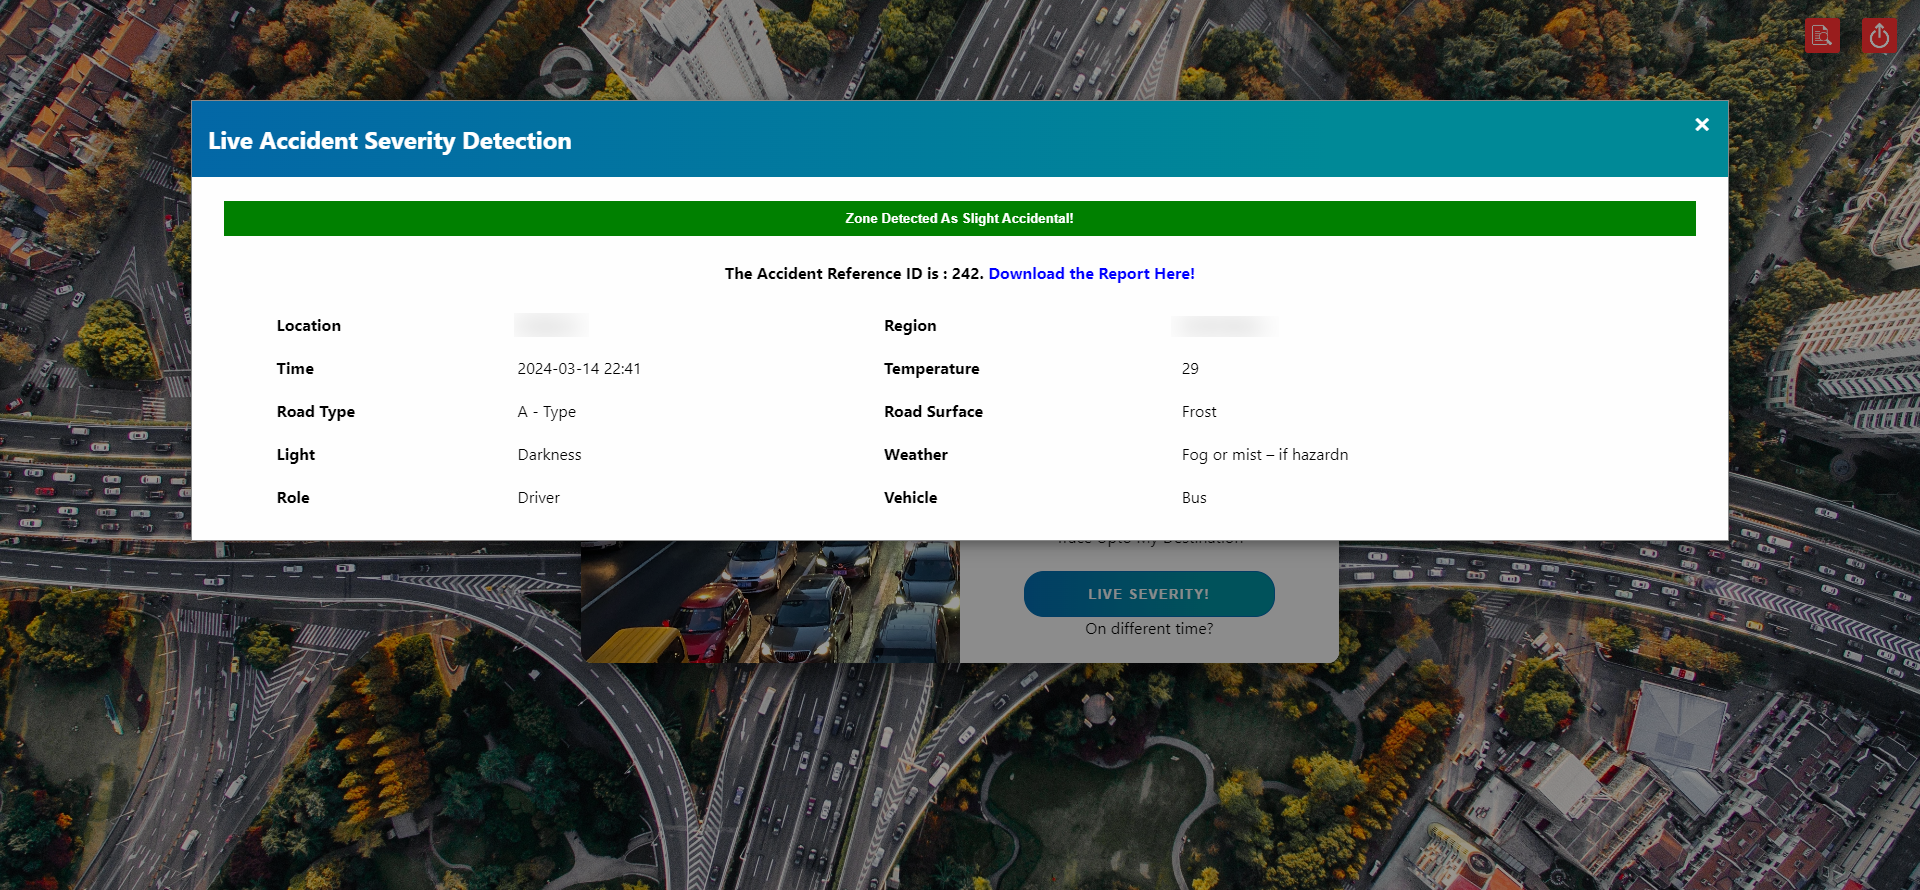 Live Accident Severity Detection
×
Zone Detected As Slight Accidental!
The Accident Reference ID is : 242. Download the Report Here!
Location
Region
Time 2024-03-14 22:41 Temperature 29
Road Type A - Type Road Surface Frost
Light Darkness Weather Fog or mist – if hazardn
Role Driver Vehicle Bus
LIVE SEVERITY!
On different time?